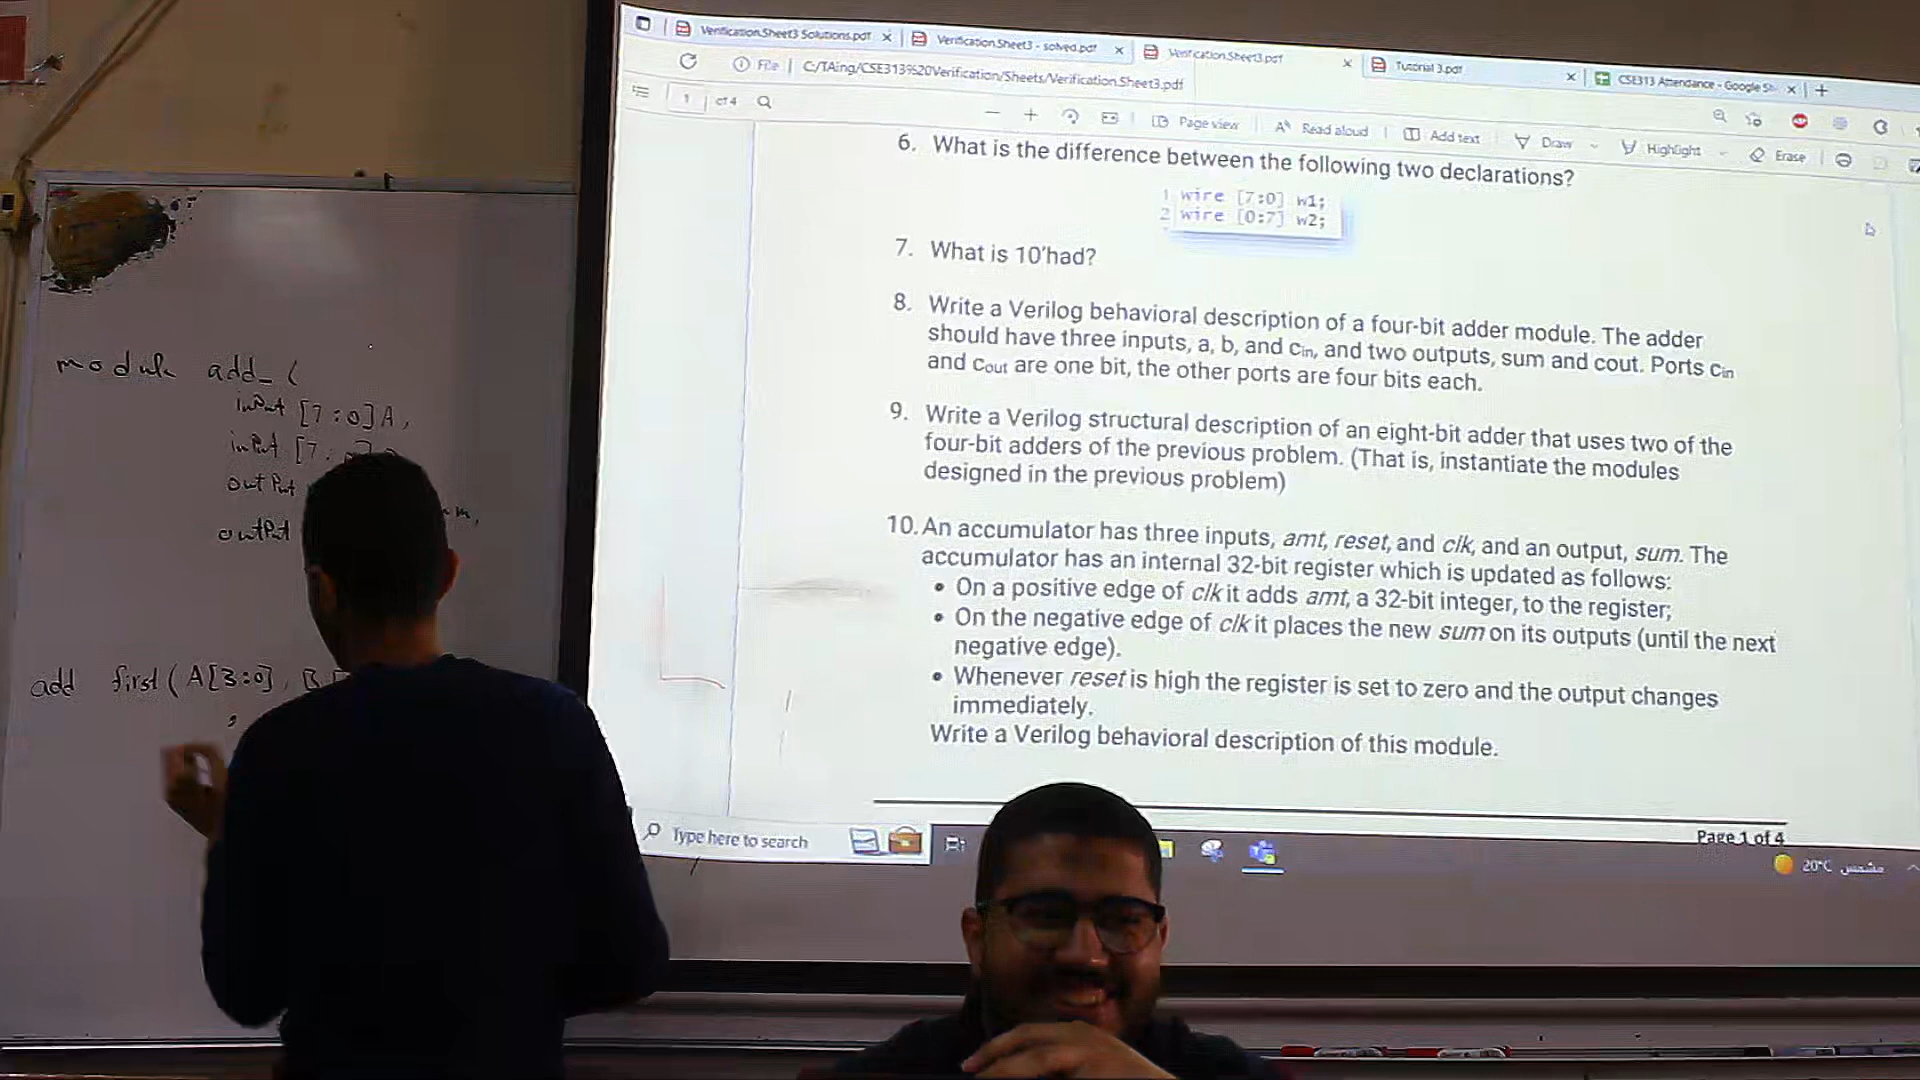 Verification.Sheet3 Solutions.pdf
Verification.Sheet3 - solved.pdf
Verification.Sheet3.pdf
Tutorial 3.pdf
CSE313 Attendance - Google Sh
File | C:/TAing/CSE313%20Verification/Sheets/Verification.Sheet3.pdf
1 of 4
Page view
Read aloud
Add text
Draw
Highlight
Erase
6. What is the difference between the following two declarations?
1 wire [7:0] w1;
2 wire [0:7] w2;
7. What is 10'had?
8. Write a Verilog behavioral description of a four-bit adder module. The adder
should have three inputs, a, b, and cin, and two outputs, sum and cout. Ports cin
and cout are one bit, the other ports are four bits each.
9. Write a Verilog structural description of an eight-bit adder that uses two of the
four-bit adders of the previous problem. (That is, instantiate the modules
designed in the previous problem)
10. An accumulator has three inputs, amt, reset, and clk, and an output, sum. The
accumulator has an internal 32-bit register which is updated as follows:
• On a positive edge of clk it adds amt, a 32-bit integer, to the register;
• On the negative edge of clk it places the new sum on its outputs (until the next
negative edge).
• Whenever reset is high the register is set to zero and the output changes
immediately.
Write a Verilog behavioral description of this module.
Page 1 of 4
Type here to search
20°C مشمس
module add_ (
input [7:0] A,
input [7:
output
output
add first (A[3:0], B
,